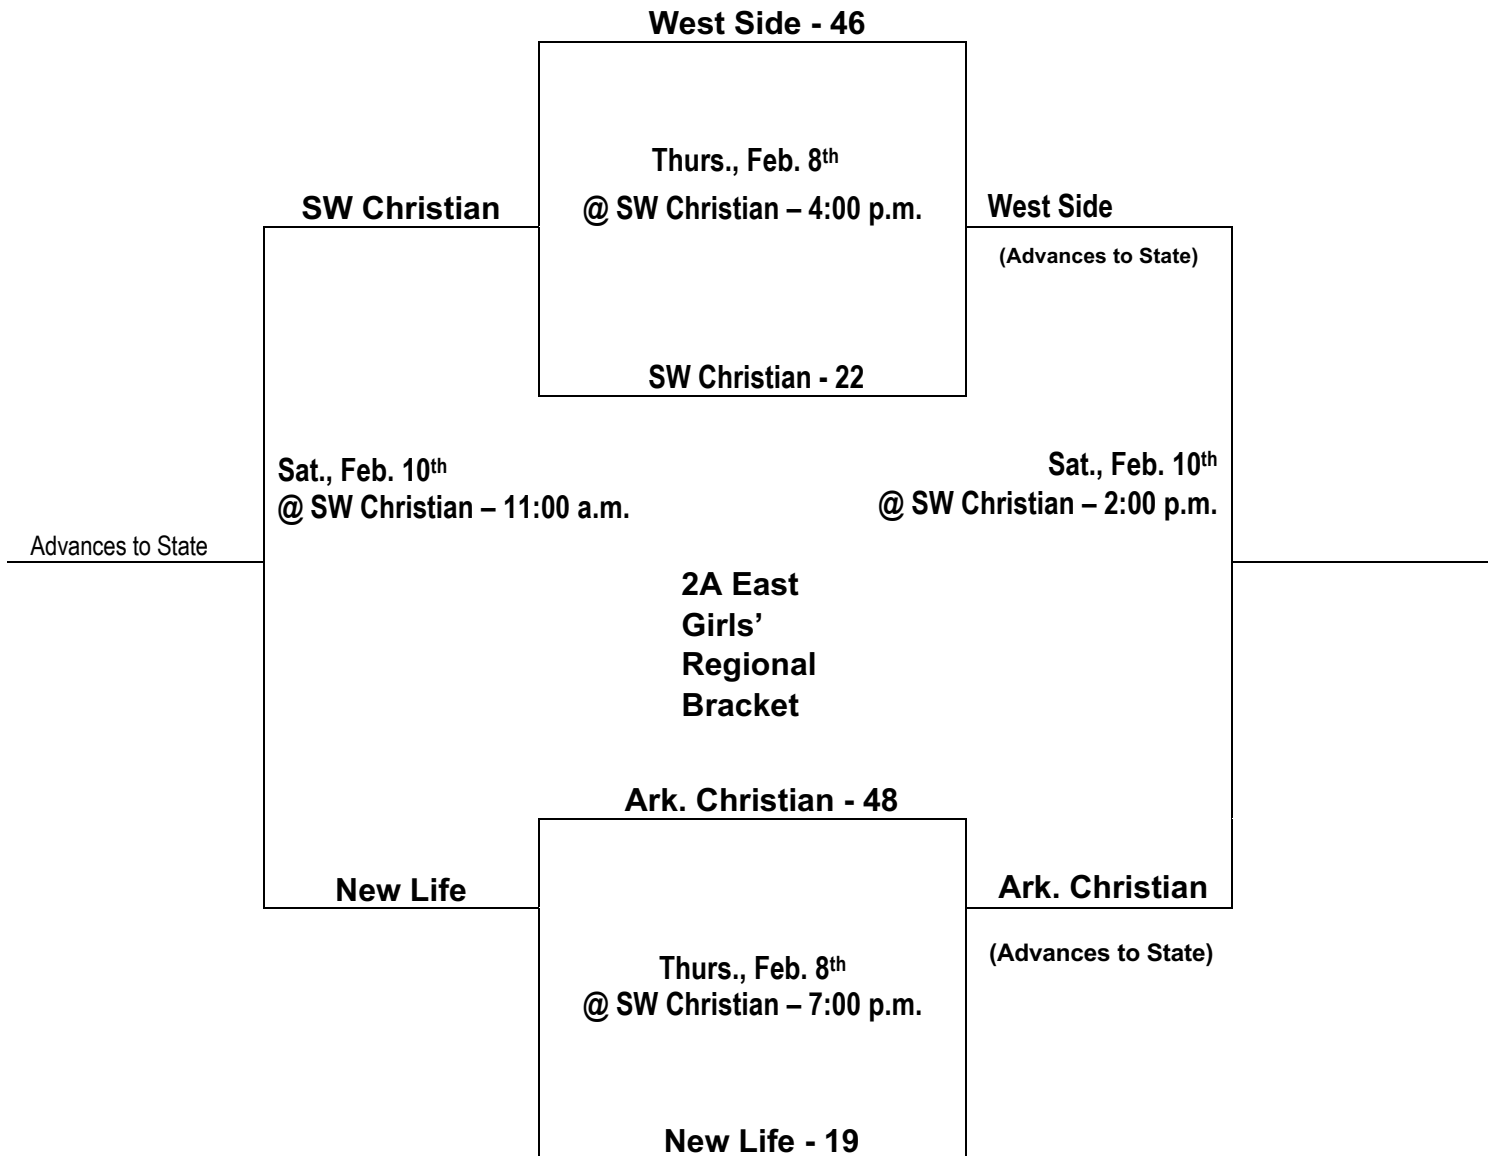 West Side - 46
Thurs., Feb. 8th
SW Christian
@ SW Christian – 4:00 p.m.
West Side
(Advances to State)
SW Christian - 22
Sat., Feb. 10th
@ SW Christian – 11:00 a.m.
Sat., Feb. 10th
@ SW Christian – 2:00 p.m.
Advances to State
2A East
Girls’
Regional
Bracket
Ark. Christian - 48
New Life
Ark. Christian
(Advances to State)
Thurs., Feb. 8th
@ SW Christian – 7:00 p.m.
New Life - 19